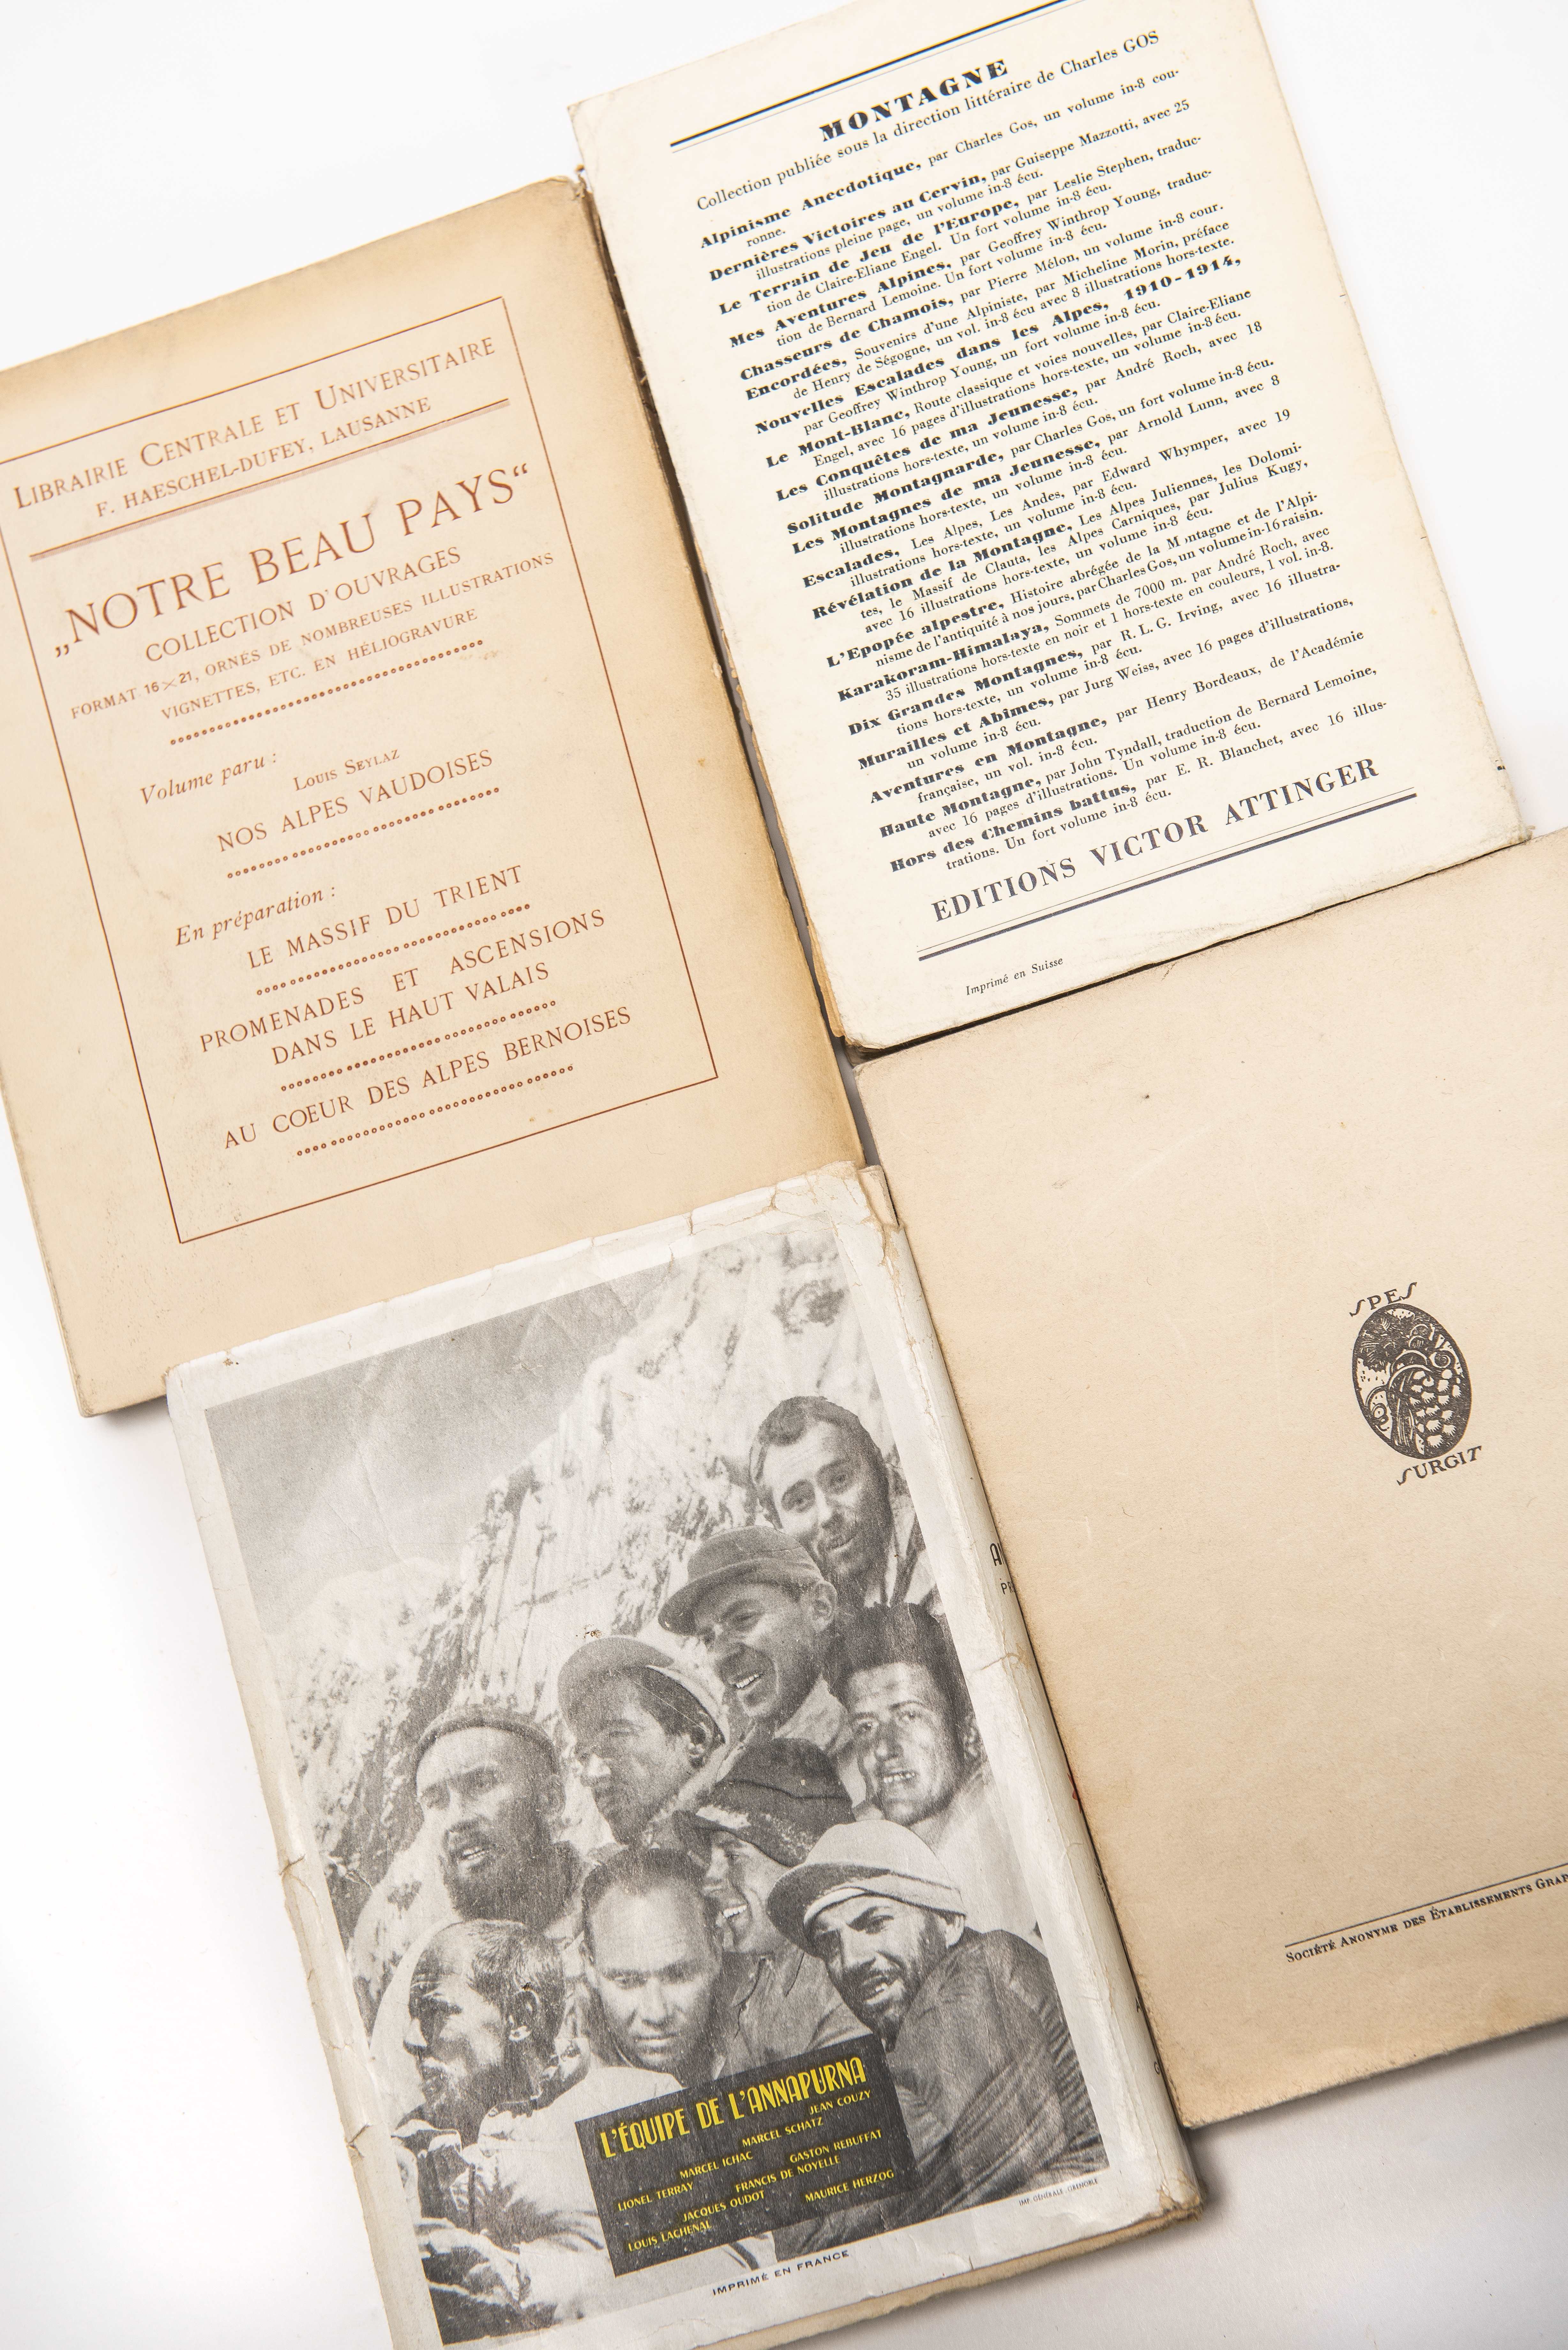 LIBRAIRIE CENTRALE ET UNIVERSITAIRE
F. HAESCHEL-DUFEY, LAUSANNE
„NOTRE BEAU PAYS“
COLLECTION D'OUVRAGES
FORMAT 16×21, ORNÉS DE NOMBREUSES ILLUSTRATIONS
VIGNETTES, ETC. EN HÉLIOGRAVURE
Volume paru :
LOUIS SEYLAZ
NOS ALPES VAUDOISES
En préparation :
LE MASSIF DU TRIENT
PROMENADES ET ASCENSIONS
DANS LE HAUT VALAIS
AU COEUR DES ALPES BERNOISES
MONTAGNE
Collection publiée sous la direction littéraire de Charles GOS
Alpinisme Anecdotique, par Charles Gos, un volume in-8 cou-
ronne.
Dernières Victoires au Cervin, par Guiseppe Mazzotti, avec 25
illustrations pleine page, un volume in-8 écu.
Le Terrain de Jeu de l'Europe, par Leslie Stephen, traduc-
tion de Claire-Eliane Engel. Un fort volume in-8 écu.
Mes Aventures Alpines, par Geoffrey Winthrop Young, traduc-
tion de Bernard Lemoine. Un fort volume in-8 écu.
Chasseurs de Chamois, par Pierre Mélon, un volume in-8 cour.
Encordées, Souvenirs d'une Alpiniste, par Micheline Morin, préface
de Henry de Ségogne, un vol. in-8 écu avec 8 illustrations hors-texte.
Nouvelles Escalades dans les Alpes, 1910-1914,
par Geoffrey Winthrop Young, un fort volume in-8 écu.
Le Mont-Blanc, Route classique et voies nouvelles, par Claire-Eliane
Engel, avec 16 pages d'illustrations hors-texte, un volume in-8 écu.
Les Conquêtes de ma Jeunesse, par André Roch, avec 18
illustrations hors-texte, un volume in-8 écu.
Solitude Montagnarde, par Charles Gos, un fort volume in-8 écu.
Les Montagnes de ma Jeunesse, par Arnold Lunn, avec 8
illustrations hors-texte, un volume in-8 écu.
Escalades, Les Alpes, Les Andes, par Edward Whymper, avec 19
illustrations hors-texte, un volume in-8 écu.
Révélation de la Montagne, Les Alpes Juliennes, les Dolomi-
tes, le Massif de Clauta, les Alpes Carniques, par Julius Kugy,
avec 16 illustrations hors-texte, un volume in-8 écu.
L'Epopée alpestre, Histoire abrégée de la Montagne et de l'Alpi-
nisme de l'antiquité à nos jours, par Charles Gos, un volume in-16 raisin.
Karakoram-Himalaya, Sommets de 7000 m. par André Roch, avec
35 illustrations hors-texte en noir et 1 hors-texte en couleurs, 1 vol. in-8.
Dix Grandes Montagnes, par R. L. G. Irving, avec 16 illustra-
tions hors-texte, un volume in-8 écu.
Murailles et Abîmes, par Jurg Weiss, avec 16 pages d'illustrations,
un volume in-8 écu.
Aventures en Montagne, par Henry Bordeaux, de l'Académie
française, un vol. in-8 écu.
Haute Montagne, par John Tyndall, traduction de Bernard Lemoine,
avec 16 pages d'illustrations. Un volume in-8 écu.
Hors des Chemins battus, par E. R. Blanchet, avec 16 illus-
trations. Un fort volume in-8 écu.
EDITIONS VICTOR ATTINGER
Imprimé en Suisse
SPES
SURGIT
SOCIÉTÉ ANONYME DES ÉTABLISSEMENTS GRAP
L'ÉQUIPE DE L'ANNAPURNA
JEAN COUZY
MARCEL SCHATZ
MARCEL ICHAC
GASTON REBUFFAT
LIONEL TERRAY
FRANCIS DE NOYELLE
JACQUES OUDOT
MAURICE HERZOG
LOUIS LACHENAL
IMP. GÉNÉRALE - GRENOBLE
IMPRIMÉ EN FRANCE